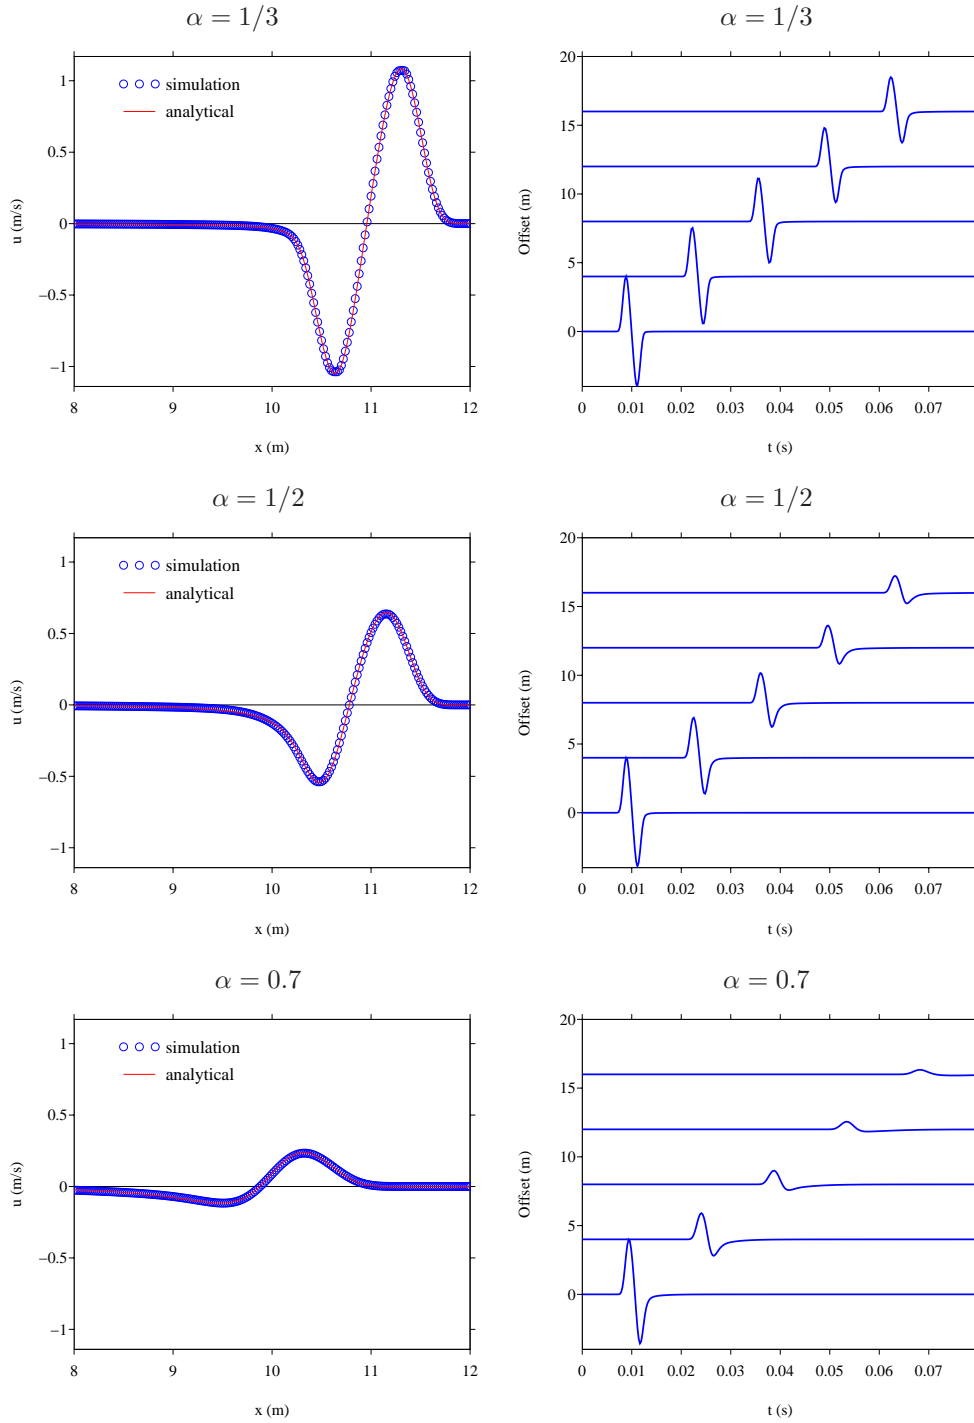 α = 1/3
α = 1/3
simulation
analytical
u (m/s)
1
0.5
0
−0.5
−1
8
9
10
11
12
x (m)
Offset (m)
20
15
10
5
0
0
0.01
0.02
0.03
0.04
0.05
0.06
0.07
t (s)
α = 1/2
α = 1/2
simulation
analytical
u (m/s)
1
0.5
0
−0.5
−1
8
9
10
11
12
x (m)
Offset (m)
20
15
10
5
0
0
0.01
0.02
0.03
0.04
0.05
0.06
0.07
t (s)
α = 0.7
α = 0.7
simulation
analytical
u (m/s)
1
0.5
0
−0.5
−1
8
9
10
11
12
x (m)
Offset (m)
20
15
10
5
0
0
0.01
0.02
0.03
0.04
0.05
0.06
0.07
t (s)